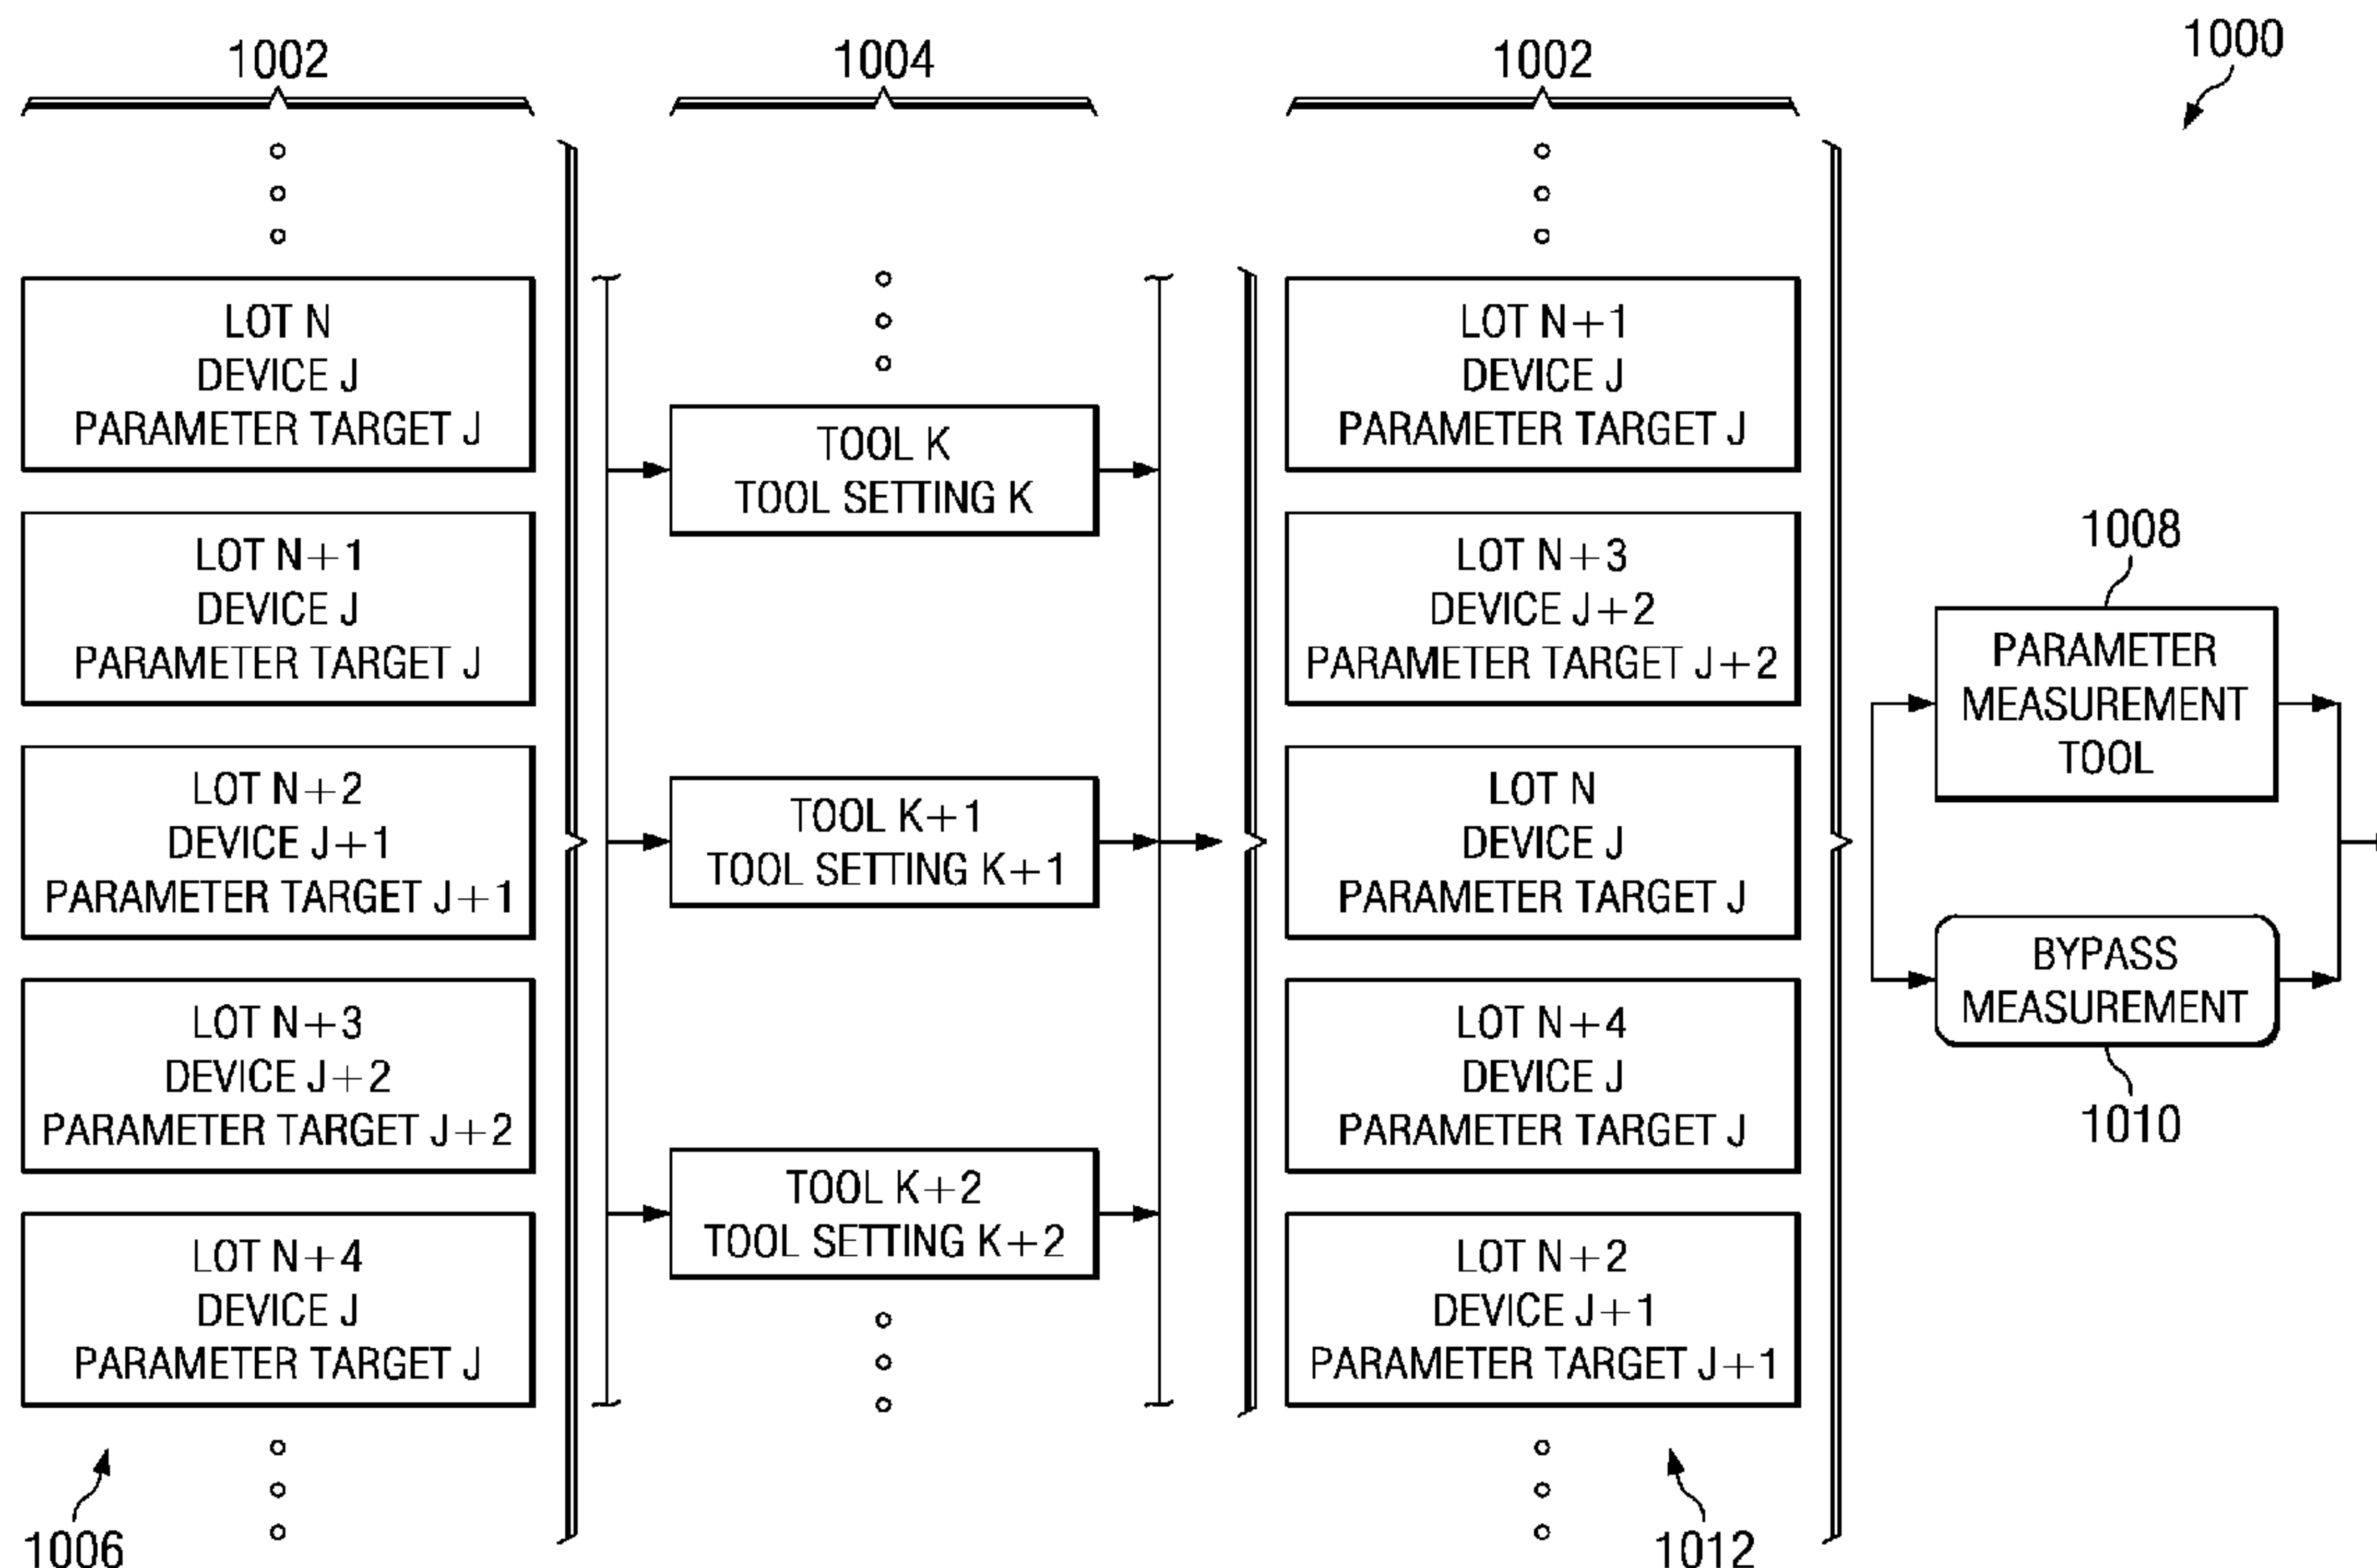 1002
1004
1002
1000
LOT N
DEVICE J
PARAMETER TARGET J
LOT N+1
DEVICE J
PARAMETER TARGET J
LOT N+2
DEVICE J+1
PARAMETER TARGET J+1
LOT N+3
DEVICE J+2
PARAMETER TARGET J+2
LOT N+4
DEVICE J
PARAMETER TARGET J
1006
TOOL K
TOOL SETTING K
TOOL K+1
TOOL SETTING K+1
TOOL K+2
TOOL SETTING K+2
LOT N+1
DEVICE J
PARAMETER TARGET J
LOT N+3
DEVICE J+2
PARAMETER TARGET J+2
LOT N
DEVICE J
PARAMETER TARGET J
LOT N+4
DEVICE J
PARAMETER TARGET J
LOT N+2
DEVICE J+1
PARAMETER TARGET J+1
1012
1008
PARAMETER
MEASUREMENT
TOOL
BYPASS
MEASUREMENT
1010